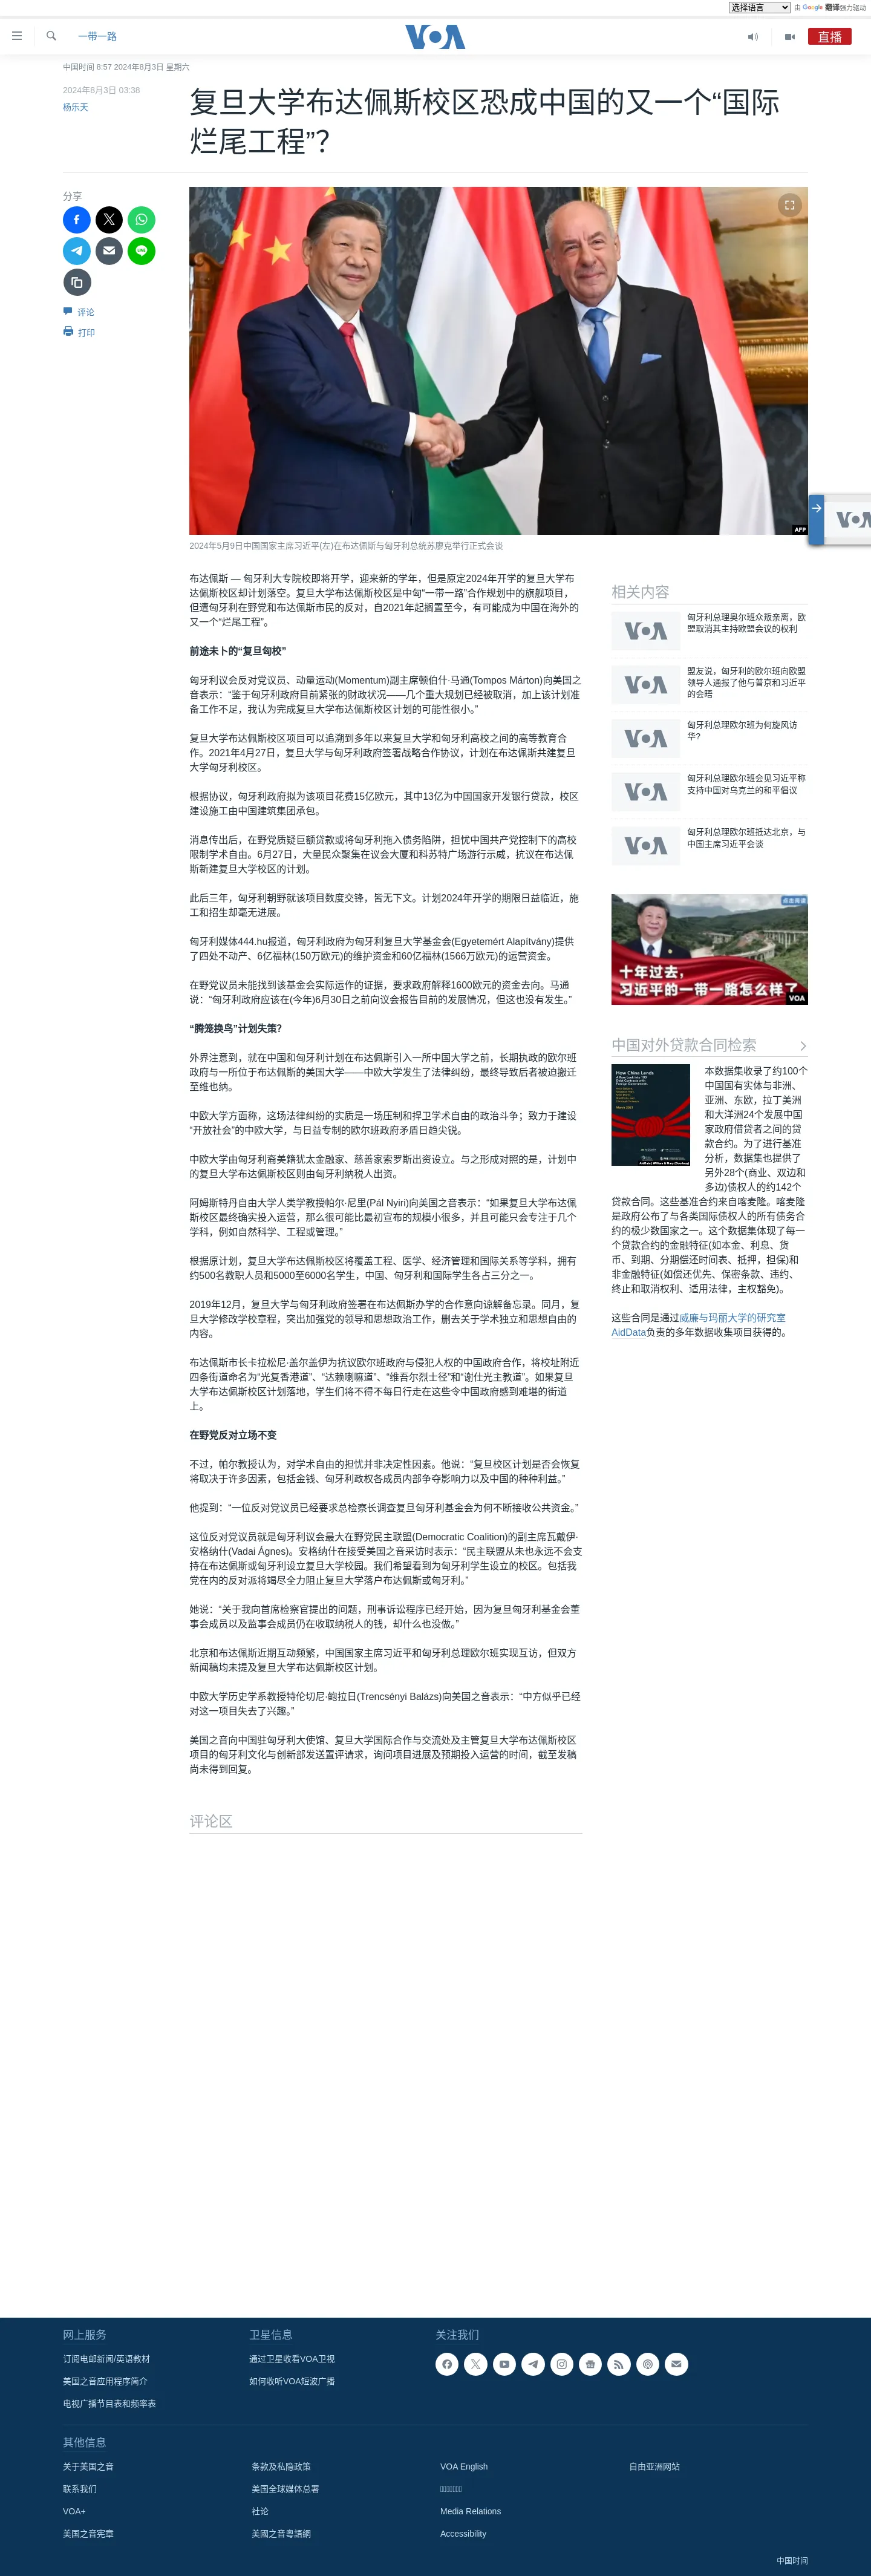 选择语言
由 Google 翻译强力驱动
一带一路
VOA
直播
中国时间 8:57 2024年8月3日 星期六
2024年8月3日 03:38
杨乐天
复旦大学布达佩斯校区恐成中国的又一个“国际
烂尾工程”？
分享
评论
打印
AFP
2024年5月9日中国国家主席习近平(左)在布达佩斯与匈牙利总统苏廖克举行正式会谈
布达佩斯 — 匈牙利大专院校即将开学，迎来新的学年，但是原定2024年开学的复旦大学布
达佩斯校区却计划落空。复旦大学布达佩斯校区是中匈“一带一路”合作规划中的旗舰项目，
但遭匈牙利在野党和布达佩斯市民的反对，自2021年起搁置至今，有可能成为中国在海外的
又一个“烂尾工程”。
前途未卜的“复旦匈校”
匈牙利议会反对党议员、动量运动(Momentum)副主席顿伯什·马通(Tompos Márton)向美国之
音表示：“鉴于匈牙利政府目前紧张的财政状况——几个重大规划已经被取消，加上该计划准
备工作不足，我认为完成复旦大学布达佩斯校区计划的可能性很小。”
复旦大学布达佩斯校区项目可以追溯到多年以来复旦大学和匈牙利高校之间的高等教育合
作。2021年4月27日，复旦大学与匈牙利政府签署战略合作协议，计划在布达佩斯共建复旦
大学匈牙利校区。
根据协议，匈牙利政府拟为该项目花费15亿欧元，其中13亿为中国国家开发银行贷款，校区
建设施工由中国建筑集团承包。
消息传出后，在野党质疑巨额贷款或将匈牙利拖入债务陷阱，担忧中国共产党控制下的高校
限制学术自由。6月27日，大量民众聚集在议会大厦和科苏特广场游行示威，抗议在布达佩
斯新建复旦大学校区的计划。
此后三年，匈牙利朝野就该项目数度交锋，皆无下文。计划2024年开学的期限日益临近，施
工和招生却毫无进展。
匈牙利媒体444.hu报道，匈牙利政府为匈牙利复旦大学基金会(Egyetemért Alapítvány)提供
了四处不动产、6亿福林(150万欧元)的维护资金和60亿福林(1566万欧元)的运营资金。
在野党议员未能找到该基金会实际运作的证据，要求政府解释1600欧元的资金去向。马通
说：“匈牙利政府应该在(今年)6月30日之前向议会报告目前的发展情况，但这也没有发生。”
“腾笼换鸟”计划失策？
外界注意到，就在中国和匈牙利计划在布达佩斯引入一所中国大学之前，长期执政的欧尔班
政府与一所位于布达佩斯的美国大学——中欧大学发生了法律纠纷，最终导致后者被迫搬迁
至维也纳。
中欧大学方面称，这场法律纠纷的实质是一场压制和捍卫学术自由的政治斗争；致力于建设
“开放社会”的中欧大学，与日益专制的欧尔班政府矛盾日趋尖锐。
中欧大学由匈牙利裔美籍犹太金融家、慈善家索罗斯出资设立。与之形成对照的是，计划中
的复旦大学布达佩斯校区则由匈牙利纳税人出资。
阿姆斯特丹自由大学人类学教授帕尔·尼里(Pál Nyiri)向美国之音表示：“如果复旦大学布达佩
斯校区最终确实投入运营，那么很可能比最初宣布的规模小很多，并且可能只会专注于几个
学科，例如自然科学、工程或管理。”
根据原计划，复旦大学布达佩斯校区将覆盖工程、医学、经济管理和国际关系等学科，拥有
约500名教职人员和5000至6000名学生，中国、匈牙利和国际学生各占三分之一。
2019年12月，复旦大学与匈牙利政府签署在布达佩斯办学的合作意向谅解备忘录。同月，复
旦大学修改学校章程，突出加强党的领导和思想政治工作，删去关于学术独立和思想自由的
内容。
布达佩斯市长卡拉松尼·盖尔盖伊为抗议欧尔班政府与侵犯人权的中国政府合作，将校址附近
四条街道命名为“光复香港道”、“达赖喇嘛道”、“维吾尔烈士径”和“谢仕光主教道”。如果复旦
大学布达佩斯校区计划落地，学生们将不得不每日行走在这些令中国政府感到难堪的街道
上。
在野党反对立场不变
不过，帕尔教授认为，对学术自由的担忧并非决定性因素。他说：“复旦校区计划是否会恢复
将取决于许多因素，包括金钱、匈牙利政权各成员内部争夺影响力以及中国的种种利益。”
他提到：“一位反对党议员已经要求总检察长调查复旦匈牙利基金会为何不断接收公共资金。”
这位反对党议员就是匈牙利议会最大在野党民主联盟(Democratic Coalition)的副主席瓦戴伊·
安格纳什(Vadai Ágnes)。安格纳什在接受美国之音采访时表示：“民主联盟从未也永远不会支
持在布达佩斯或匈牙利设立复旦大学校园。我们希望看到为匈牙利学生设立的校区。包括我
党在内的反对派将竭尽全力阻止复旦大学落户布达佩斯或匈牙利。”
她说：“关于我向首席检察官提出的问题，刑事诉讼程序已经开始，因为复旦匈牙利基金会董
事会成员以及监事会成员仍在收取纳税人的钱，却什么也没做。”
北京和布达佩斯近期互动频繁，中国国家主席习近平和匈牙利总理欧尔班实现互访，但双方
新闻稿均未提及复旦大学布达佩斯校区计划。
中欧大学历史学系教授特伦切尼·鲍拉日(Trencsényi Balázs)向美国之音表示：“中方似乎已经
对这一项目失去了兴趣。”
美国之音向中国驻匈牙利大使馆、复旦大学国际合作与交流处及主管复旦大学布达佩斯校区
项目的匈牙利文化与创新部发送置评请求，询问项目进展及预期投入运营的时间，截至发稿
尚未得到回复。
评论区
相关内容
匈牙利总理奥尔班众叛亲离，欧
盟取消其主持欧盟会议的权利
盟友说，匈牙利的欧尔班向欧盟
领导人通报了他与普京和习近平
的会晤
匈牙利总理欧尔班为何旋风访
华?
匈牙利总理欧尔班会见习近平称
支持中国对乌克兰的和平倡议
匈牙利总理欧尔班抵达北京，与
中国主席习近平会谈
点击阅读
十年过去，
习近平的一带一路怎么样了
VOA
中国对外贷款合同检索
How China Lends
本数据集收录了约100个
中国国有实体与非洲、
亚洲、东欧，拉丁美洲
和大洋洲24个发展中国
家政府借贷者之间的贷
款合约。为了进行基准
分析，数据集也提供了
另外28个(商业、双边和
多边)债权人的约142个
贷款合同。这些基准合约来自喀麦隆。喀麦隆
是政府公布了与各类国际债权人的所有债务合
约的极少数国家之一。这个数据集体现了每一
个贷款合约的金融特征(如本金、利息、货
币、到期、分期偿还时间表、抵押，担保)和
非金融特征(如偿还优先、保密条款、违约、
终止和取消权利、适用法律，主权豁免)。
这些合同是通过威廉与玛丽大学的研究室
AidData负责的多年数据收集项目获得的。
网上服务
订阅电邮新闻/英语教材
美国之音应用程序简介
电视广播节目表和频率表
卫星信息
通过卫星收看VOA卫视
如何收听VOA短波广播
关注我们
其他信息
关于美国之音
联系我们
VOA+
美国之音宪章
条款及私隐政策
美国全球媒体总署
社论
美國之音粵語網
VOA English
Media Relations
Accessibility
自由亚洲网站
中国时间